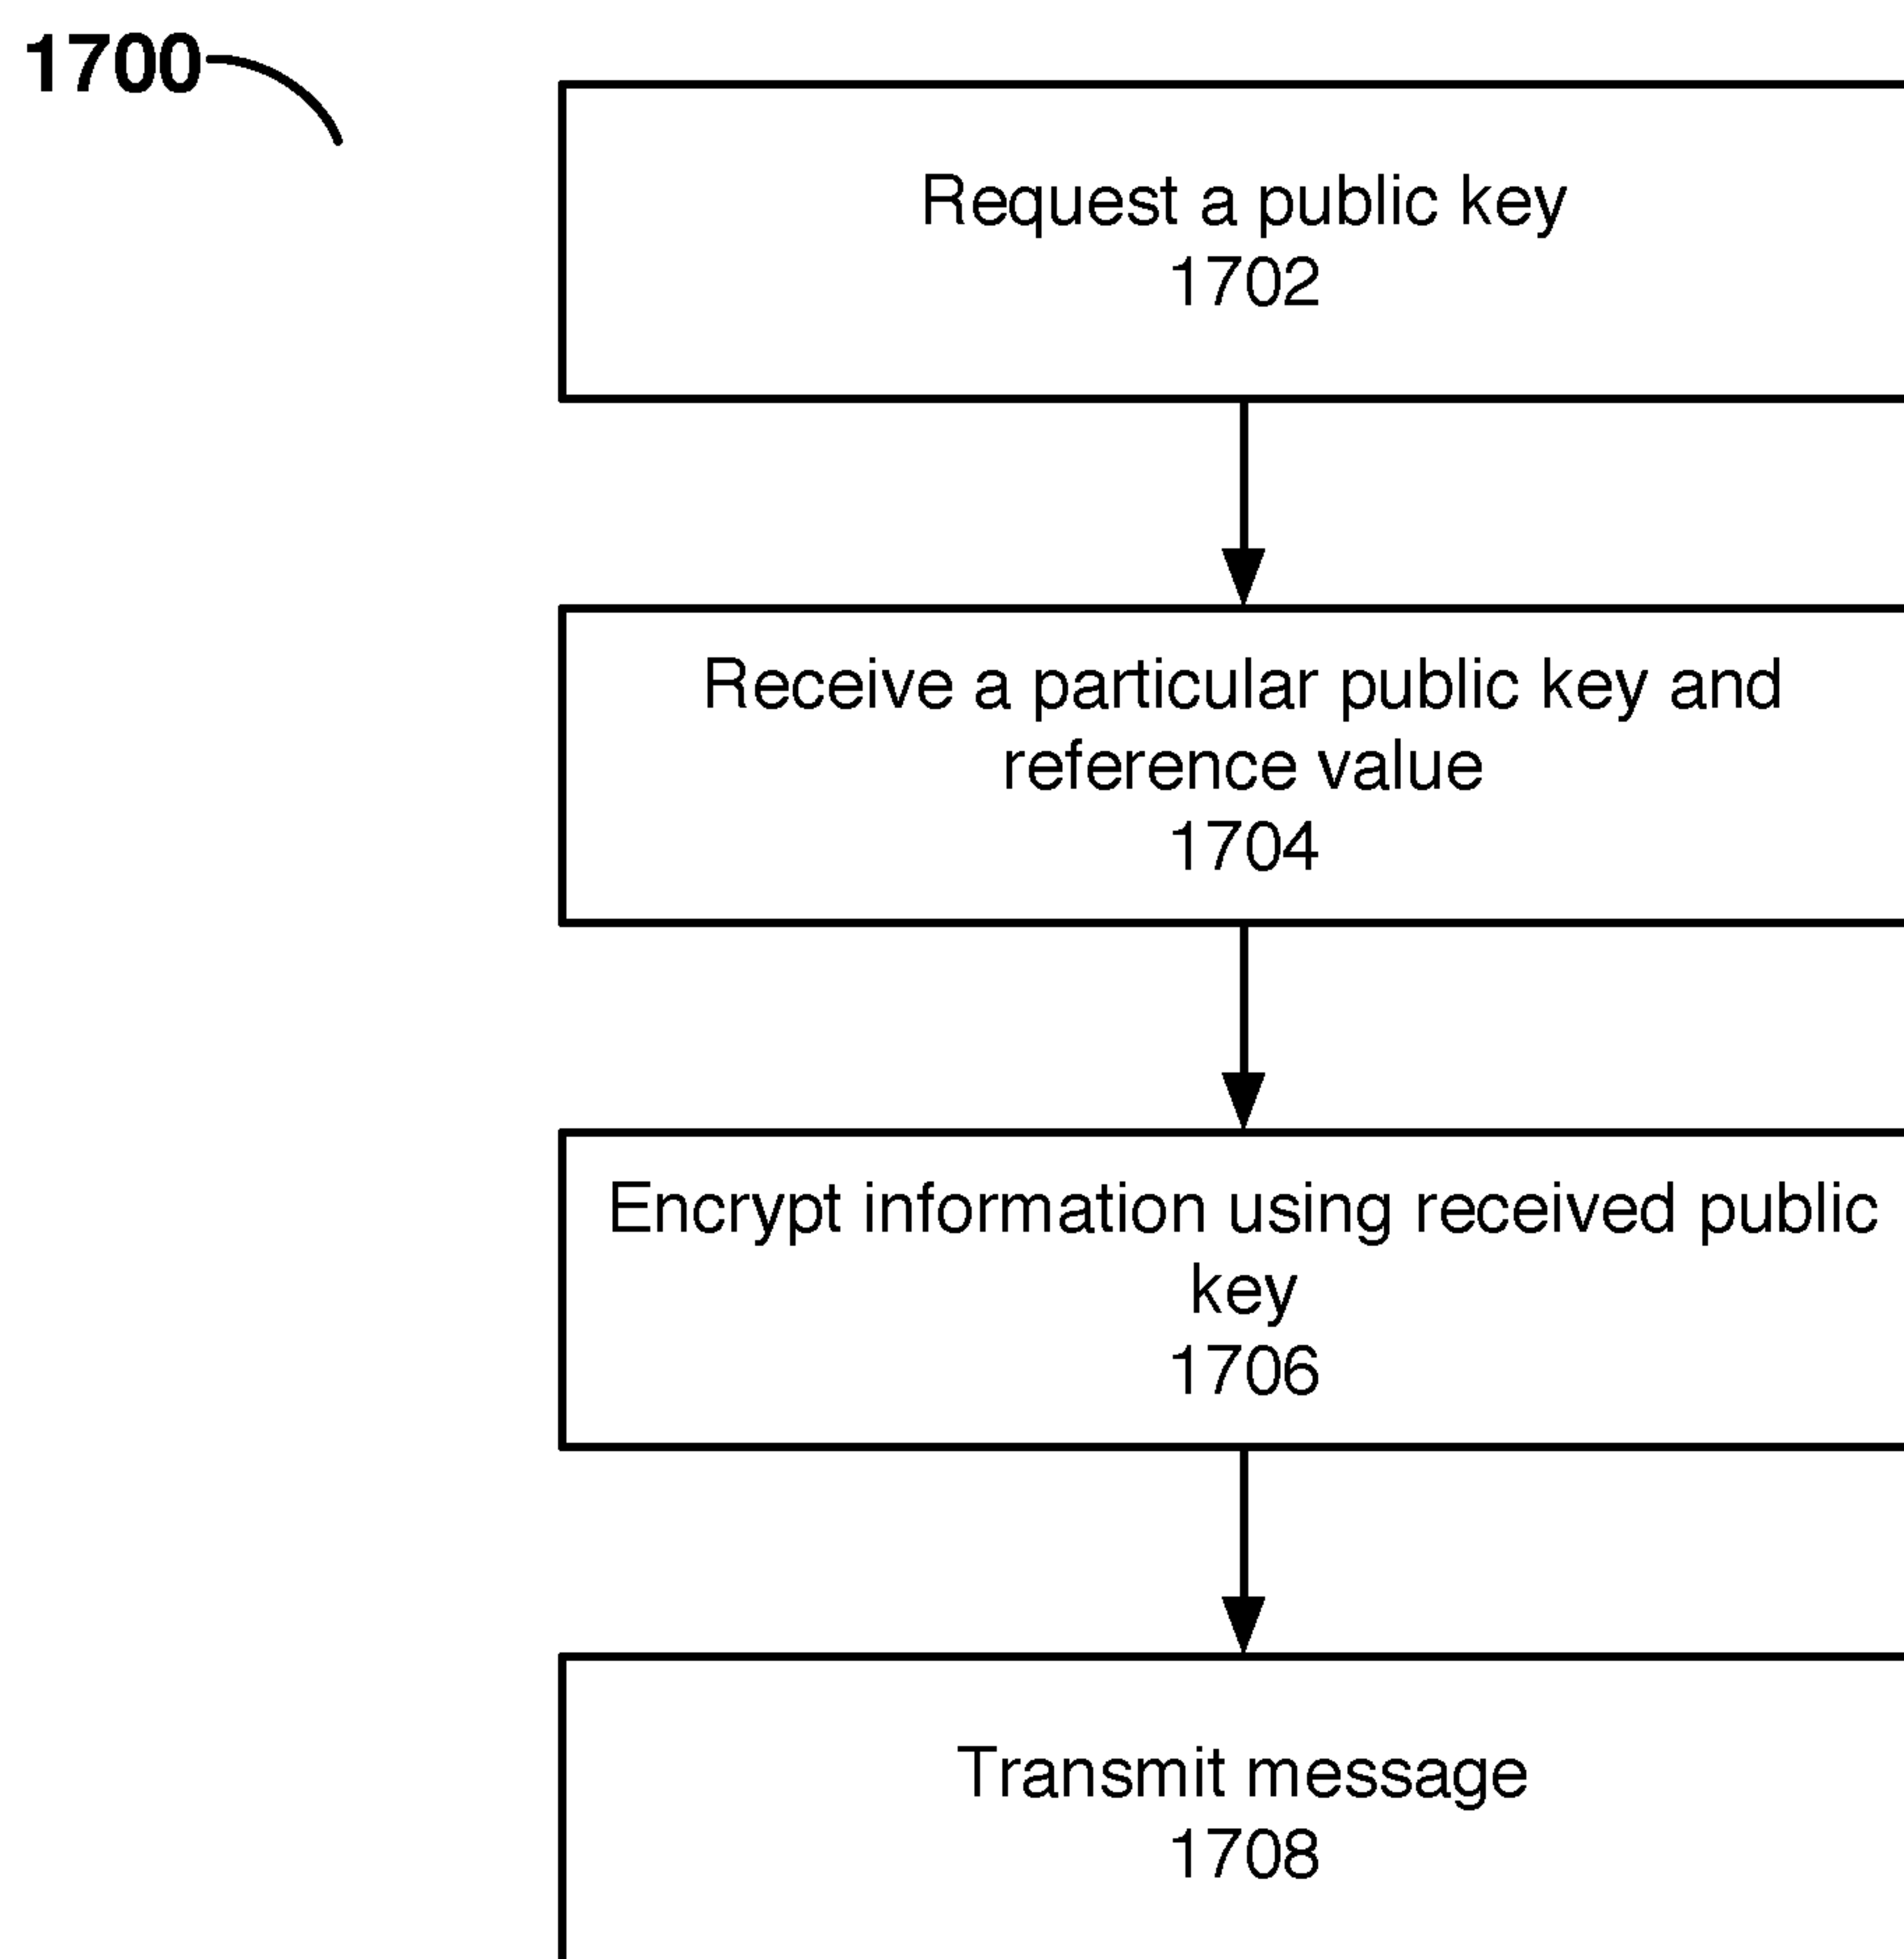 1700
Request a public key
1702
Receive a particular public key and
reference value
1704
Encrypt information using received public
key
1706
Transmit message
1708